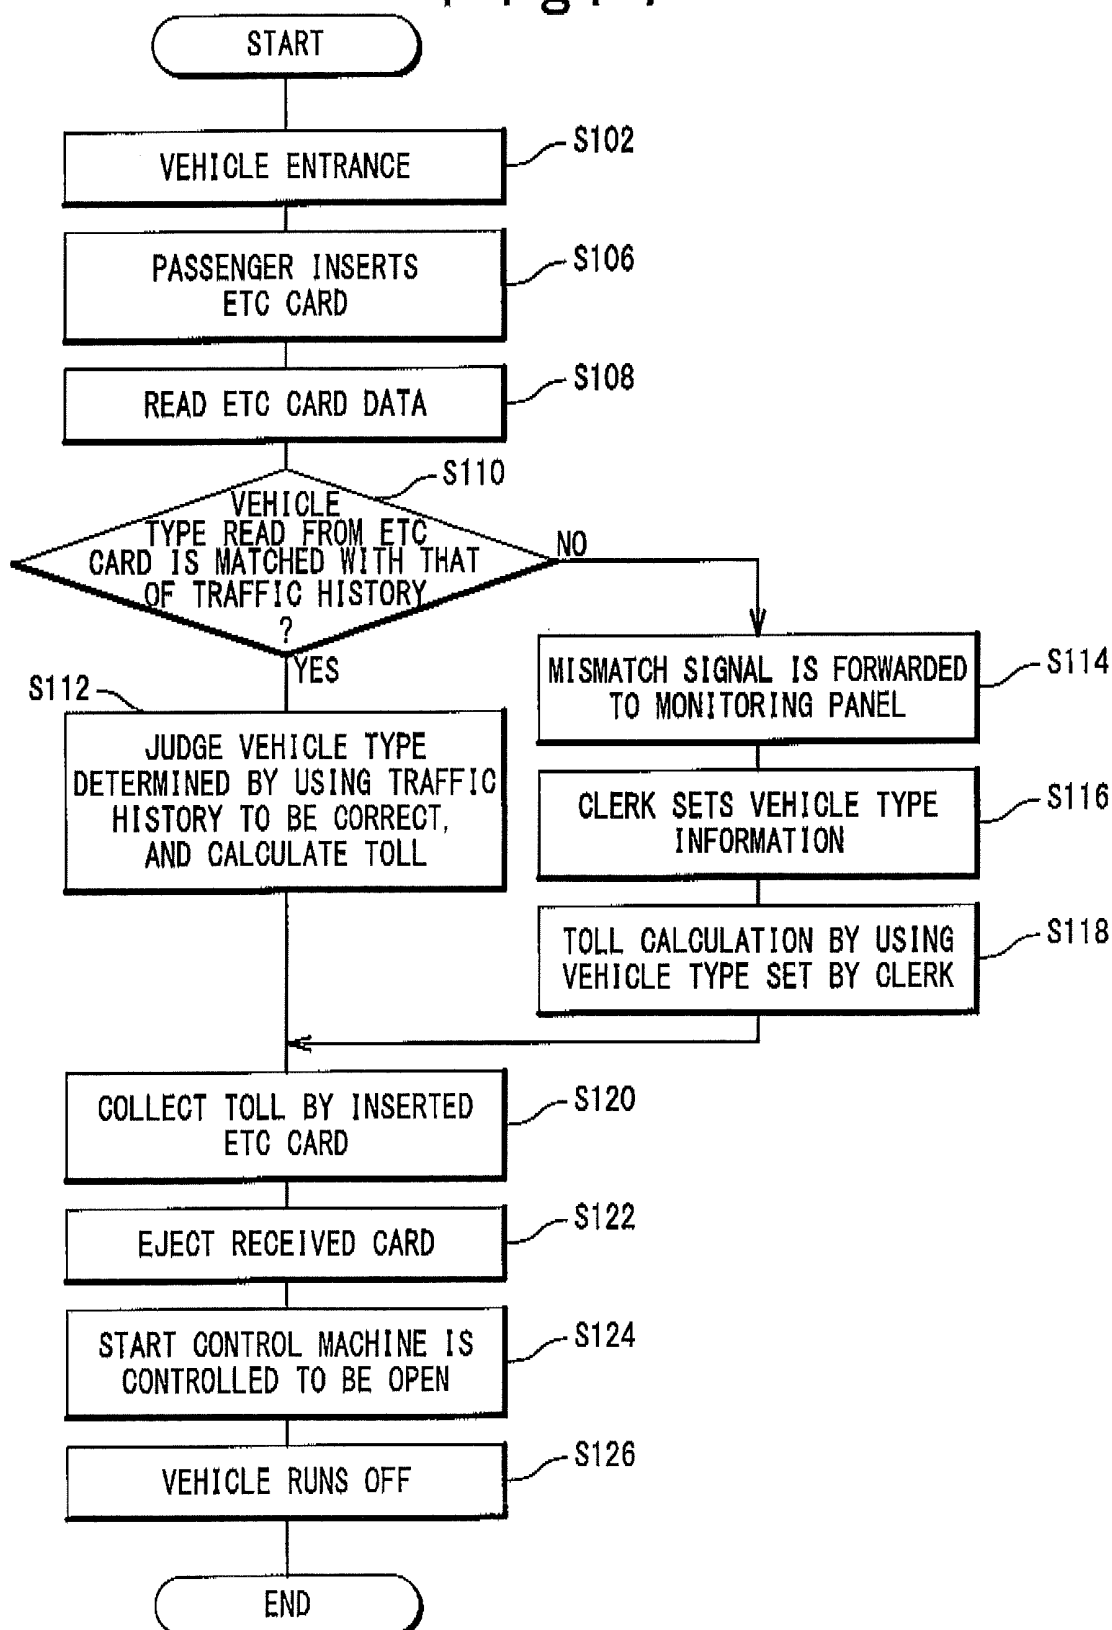 START
VEHICLE ENTRANCE
S102
PASSENGER INSERTS
ETC CARD
S106
READ ETC CARD DATA
S108
S110
VEHICLE
TYPE READ FROM ETC
CARD IS MATCHED WITH THAT
OF TRAFFIC HISTORY
?
NO
YES
S112
JUDGE VEHICLE TYPE
DETERMINED BY USING TRAFFIC
HISTORY TO BE CORRECT,
AND CALCULATE TOLL
MISMATCH SIGNAL IS FORWARDED
TO MONITORING PANEL
S114
CLERK SETS VEHICLE TYPE
INFORMATION
S116
TOLL CALCULATION BY USING
VEHICLE TYPE SET BY CLERK
S118
COLLECT TOLL BY INSERTED
ETC CARD
S120
EJECT RECEIVED CARD
S122
START CONTROL MACHINE IS
CONTROLLED TO BE OPEN
S124
VEHICLE RUNS OFF
S126
END